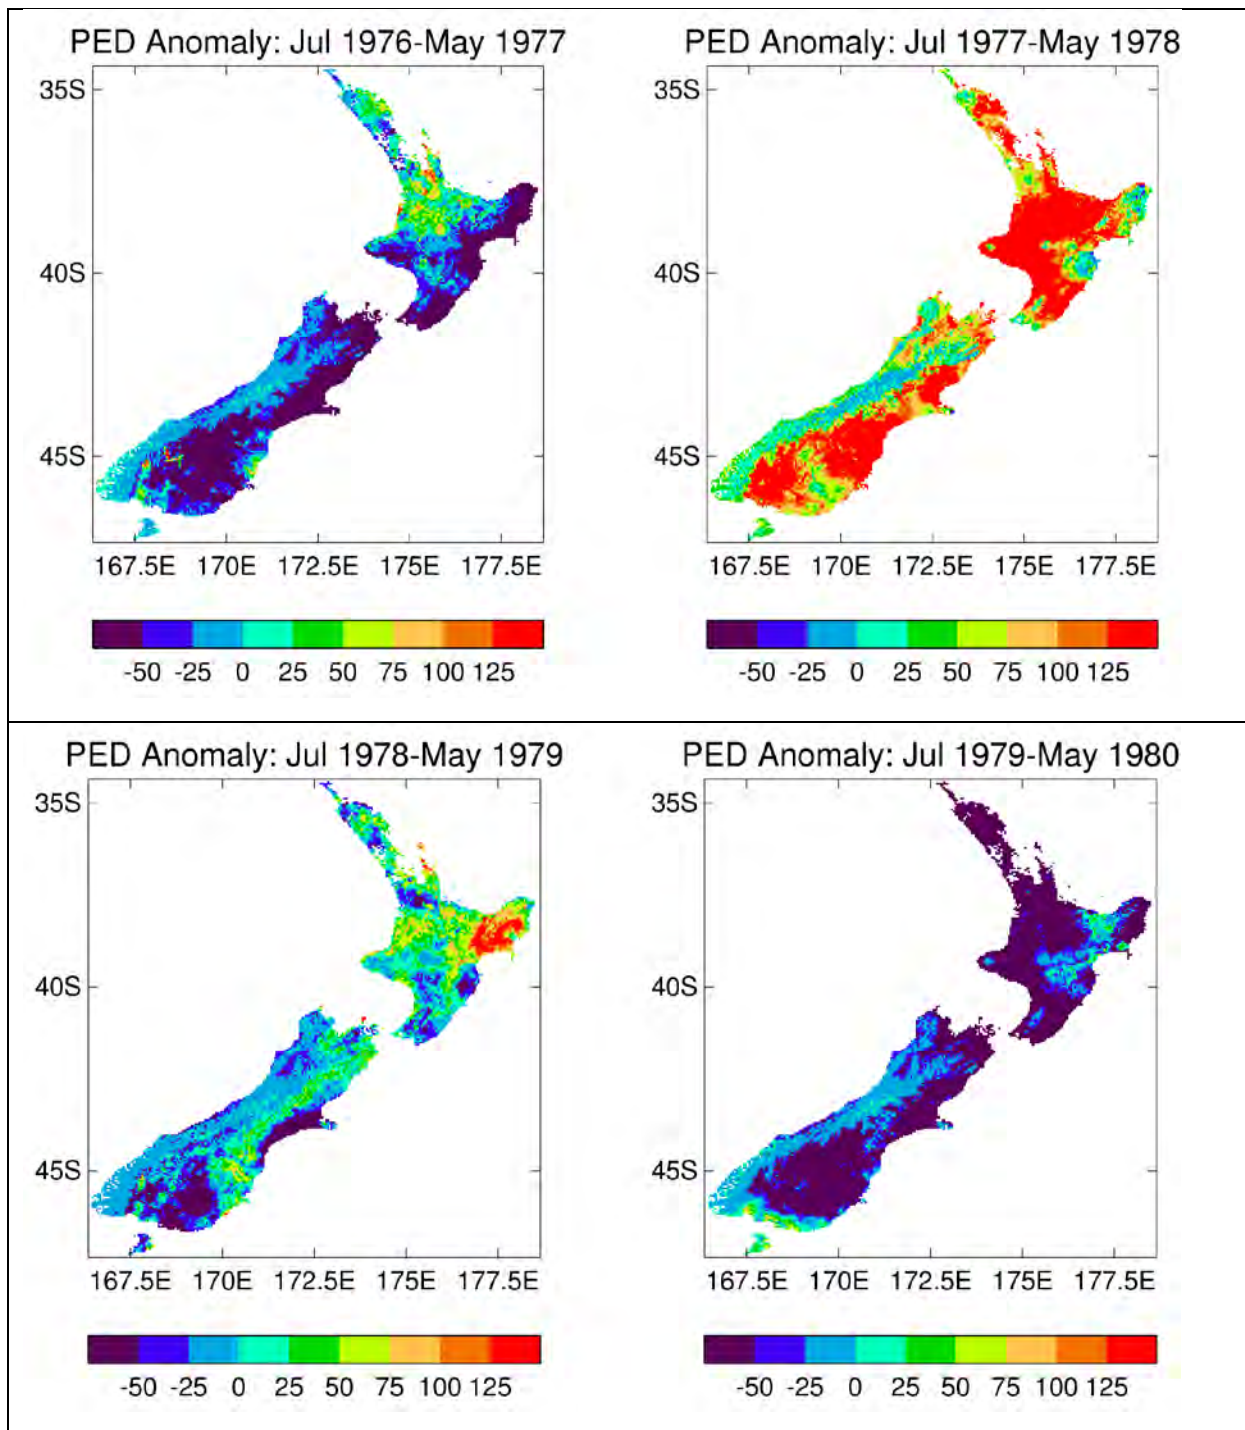 PED Anomaly: Jul 1976-May 1977
35S
40S
45S
167.5E 170E 172.5E 175E 177.5E
-50 -25 0 25 50 75 100 125
PED Anomaly: Jul 1977-May 1978
35S
40S
45S
167.5E 170E 172.5E 175E 177.5E
-50 -25 0 25 50 75 100 125
PED Anomaly: Jul 1978-May 1979
35S
40S
45S
167.5E 170E 172.5E 175E 177.5E
-50 -25 0 25 50 75 100 125
PED Anomaly: Jul 1979-May 1980
35S
40S
45S
167.5E 170E 172.5E 175E 177.5E
-50 -25 0 25 50 75 100 125